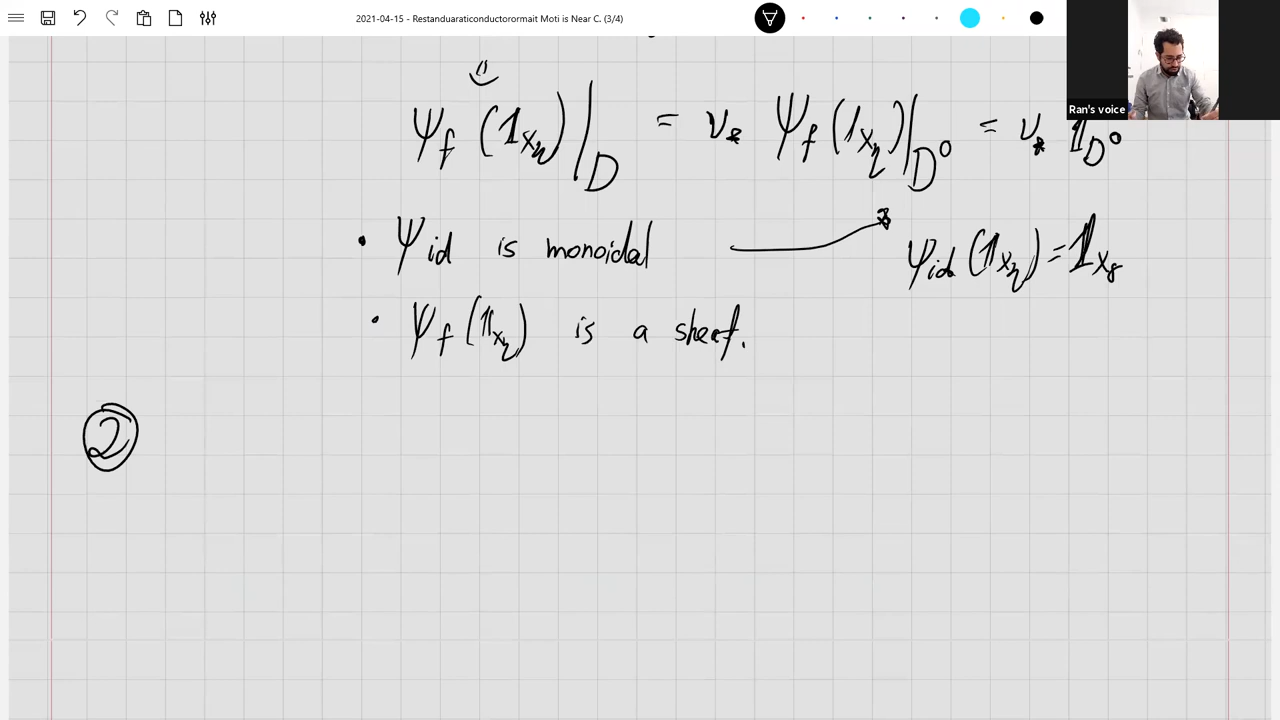 2021-04-15 - Restanduaraticonductorormait Moti is Near C. (3/4)
Ran's voice
Ψ_f (𝟙_{X_η})|_D = ν_* Ψ_f (𝟙_{X_η})|_{D°} = ν_* 𝟙_{D°}
• Ψ_id is monoidal ⟶ Ψ_id (𝟙_{X_η}) = 𝟙_{X_s}
• Ψ_f (𝟙_{X_η}) is a sheaf.
②